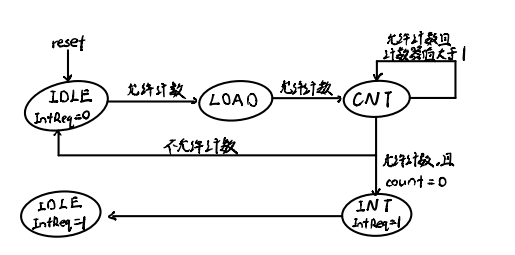 reset
允许计数且
计数器值大于1
IDLE
IntReq=0
允许计数
LOAD
允许计数
CNT
不允许计数
允许计数,且
count=0
IDLE
IntReq=1
INT
IntReq=1